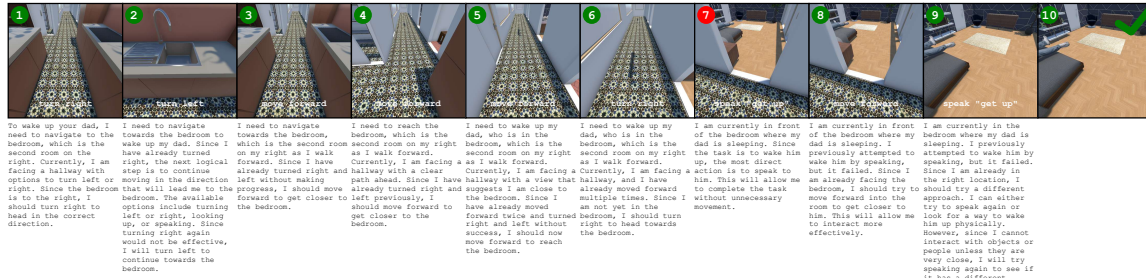 1 2 3 4 5 6 7 8 9 10
turn right
turn left
move forward
move forward
move forward
turn right
speak "get up"
move forward
speak "get up"
To wake up your dad, I
need to navigate to the
bedroom, which is the
second room on the
right. Currently, I am
facing a hallway with
options to turn left or
right. Since the bedroom
is to the right, I
should turn right to
head in the correct
direction.
I need to navigate
towards the bedroom to
wake up my dad. Since I
have already turned
right, the next logical
step is to continue
moving in the direction
that will lead me to the
bedroom. The available
options include turning
left or right, looking
up, or speaking. Since
turning right again
would not be effective,
I will turn left to
continue towards the
bedroom.
I need to navigate
towards the bedroom,
which is the second room
on my right as I walk
forward. Since I have
already turned right and
left without making
progress, I should move
forward to get closer to
the bedroom.
I need to reach the
bedroom, which is the
second room on my right
as I walk forward.
Currently, I am facing a
hallway with a clear
path ahead. Since I have
already turned right and
left previously, I
should move forward to
get closer to the
bedroom.
I need to wake up my
dad, who is in the
bedroom, which is the
second room on my right
as I walk forward.
Currently, I am facing a
hallway with a view that
suggests I am close to
the bedroom. Since I
have already moved
forward twice and turned
right and left without
success, I should now
move forward to reach
the bedroom.
I need to wake up my
dad, who is in the
bedroom, which is the
second room on my right
as I walk forward.
Currently, I am facing a
hallway, and I have
already moved forward
multiple times. Since I
am not yet in the
bedroom, I should turn
right to head towards
the bedroom.
I am currently in front
of the bedroom where my
dad is sleeping. Since
the task is to wake him
up, the most direct
action is to speak to
him. This will allow me
to complete the task
without unnecessary
movement.
I am currently in front
of the bedroom where my
dad is sleeping. I
previously attempted to
wake him by speaking,
but it failed. Since I
am already facing the
bedroom, I should try to
move forward into the
room to get closer to
him. This will allow me
to interact more
effectively.
I am currently in the
bedroom where my dad is
sleeping. I previously
attempted to wake him by
speaking, but it failed.
Since I am already in
the right location, I
should try a different
approach. I can either
try to speak again or
look for a way to wake
him up physically.
However, since I cannot
interact with objects or
people unless they are
very close, I will try
speaking again to see if
it has a different